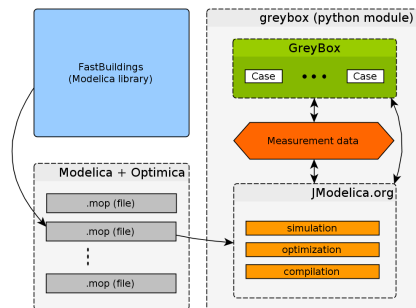 greybox (python module)
FastBuildings
(Modelica library)
GreyBox
Case
Case
Measurement data
Modelica + Optimica
.mop (file)
.mop (file)
.mop (file)
JModelica.org
simulation
optimization
compilation